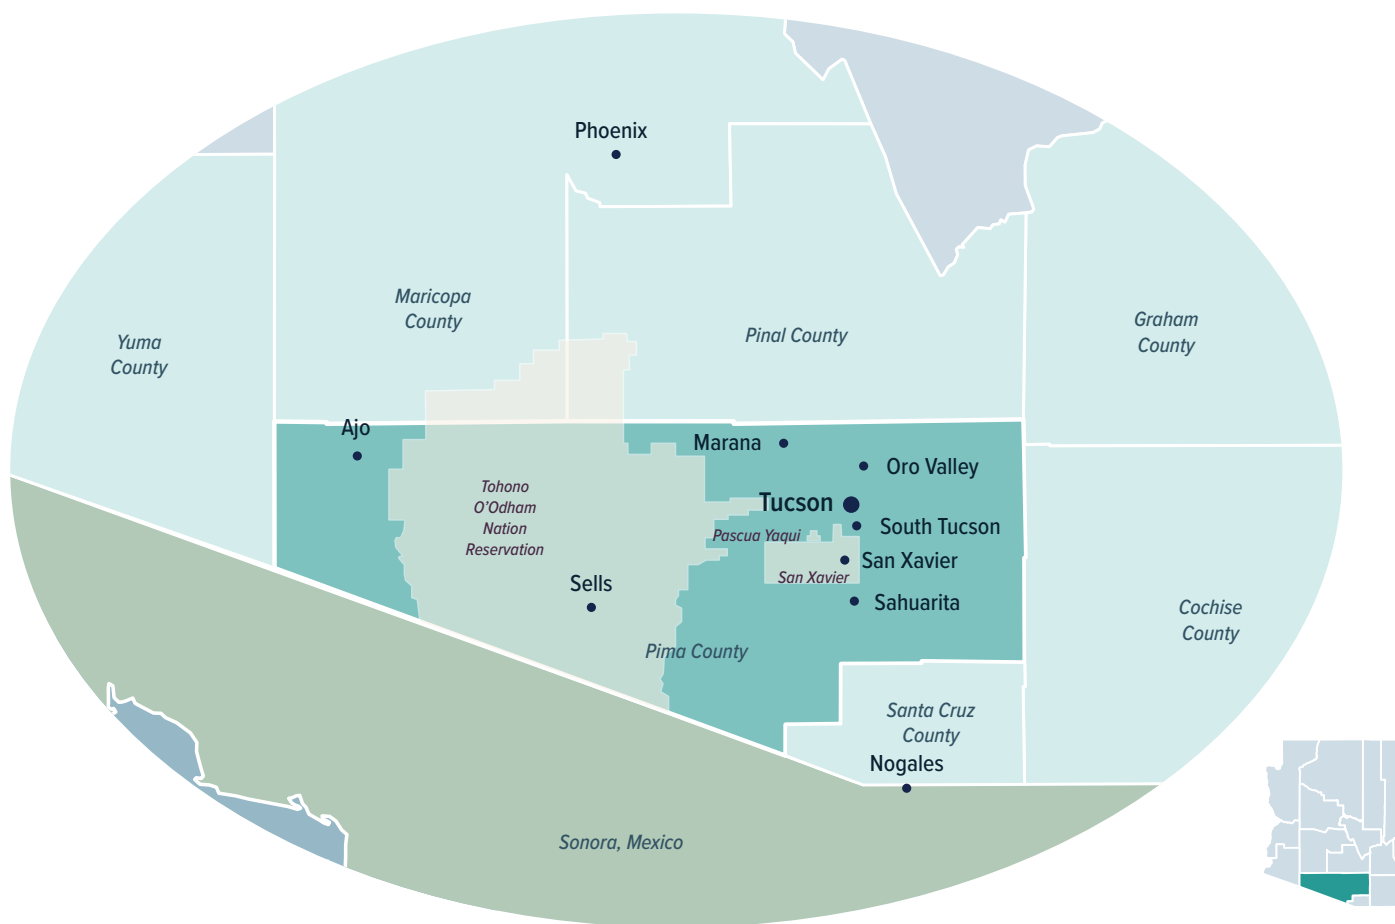 Phoenix
Maricopa
County
Yuma
County
Pinal County
Graham
County
Ajo
Marana
Oro Valley
Tohono
O'Odham
Nation
Reservation
Tucson
South Tucson
Pascua Yaqui
San Xavier
San Xavier
Sells
Sahuarita
Cochise
County
Pima County
Santa Cruz
County
Nogales
Sonora, Mexico